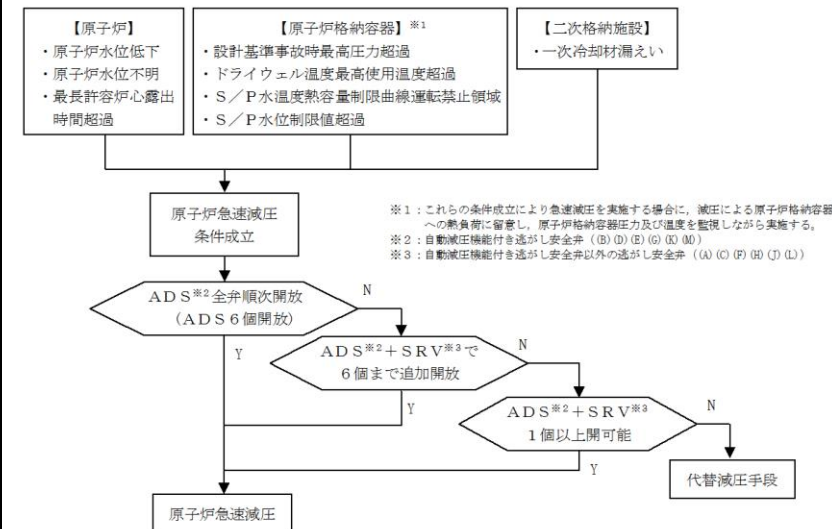 【原子炉】
・原子炉水位低下
・原子炉水位不明
・最長許容炉心露出
時間超過
【原子炉格納容器】※1
・設計基準事故時最高圧力超過
・ドライウェル温度最高使用温度超過
・S/P水温度熱容量制限曲線運転禁止領域
・S/P水位制限値超過
【二次格納施設】
・一次冷却材漏えい
原子炉急速減圧
条件成立
※1:これらの条件成立により急速減圧を実施する場合に,減圧による原子炉格納容器
への熱負荷に留意し,原子炉格納容器圧力及び温度を監視しながら実施する。
※2:自動減圧機能付き逃がし安全弁((B)(D)(E)(G)(K)(M))
※3:自動減圧機能付き逃がし安全弁以外の逃がし安全弁((A)(C)(F)(H)(J)(L))
ADS※2全弁順次開放
(ADS6個開放)
N
Y
ADS※2+SRV※3で
6個まで追加開放
N
Y
ADS※2+SRV※3
1個以上開可能
N
Y
代替減圧手段
原子炉急速減圧